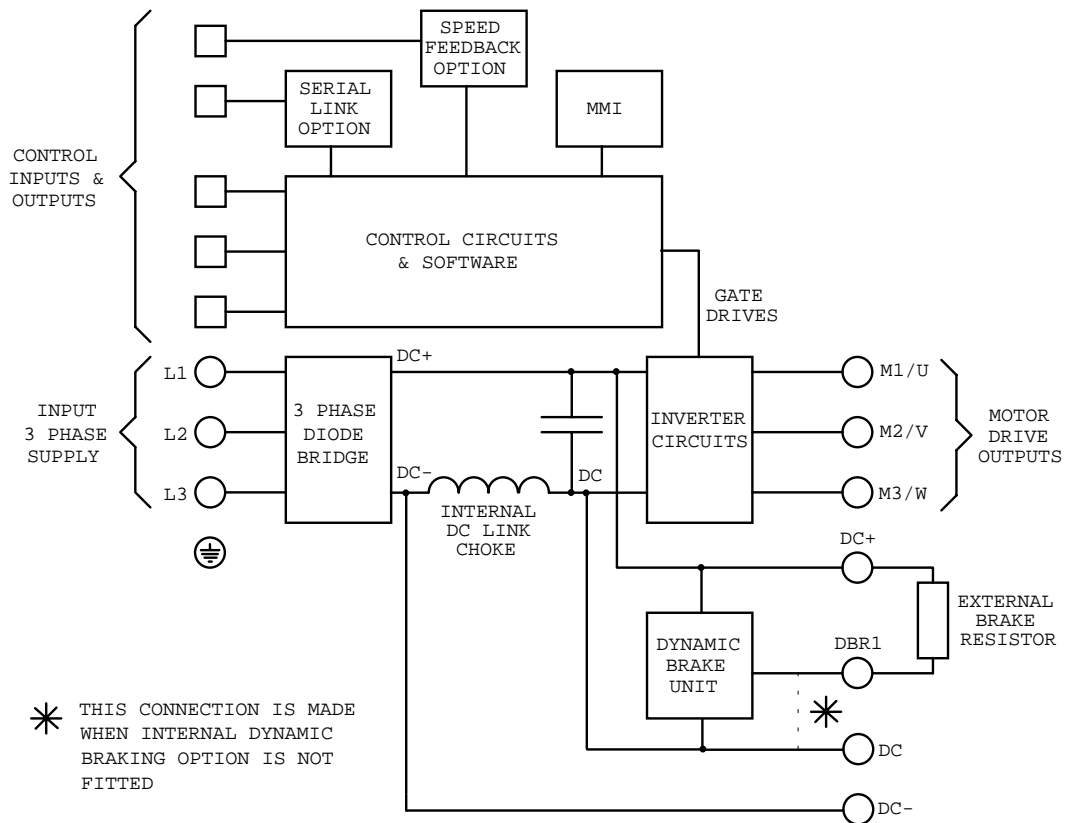 SPEED
FEEDBACK
OPTION
SERIAL
LINK
OPTION
MMI
CONTROL
INPUTS &
OUTPUTS
CONTROL CIRCUITS
& SOFTWARE
GATE
DRIVES
INPUT
3 PHASE
SUPPLY
L1
L2
L3
3 PHASE
DIODE
BRIDGE
DC+
DC-
INTERNAL
DC LINK
CHOKE
DC
INVERTER
CIRCUITS
M1/U
M2/V
M3/W
MOTOR
DRIVE
OUTPUTS
DC+
DYNAMIC
BRAKE
UNIT
DBR1
EXTERNAL
BRAKE
RESISTOR
DC
DC-
THIS CONNECTION IS MADE
WHEN INTERNAL DYNAMIC
BRAKING OPTION IS NOT
FITTED